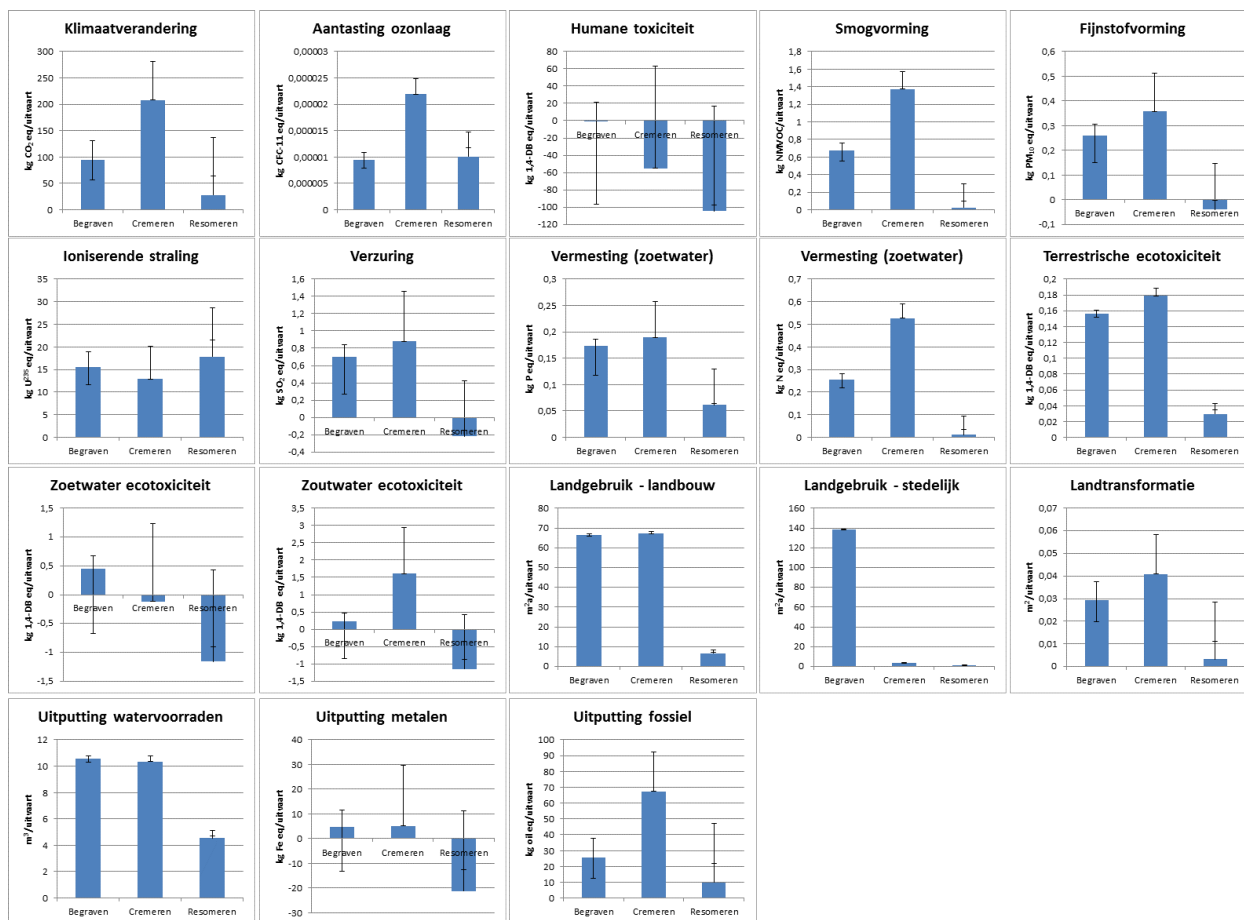 Klimaatverandering
kg CO₂ eq/uitvaart
300
250
200
150
100
50
0
Begraven Cremeren Resomeren
Aantasting ozonlaag
kg CFC-11 eq/uitvaart
0,00003
0,000025
0,00002
0,000015
0,00001
0,000005
0
Begraven Cremeren Resomeren
Humane toxiciteit
kg 1,4-DB eq/uitvaart
80
60
40
20
0
-20
-40
-60
-80
-100
-120
Begraven Cremeren Resomeren
Smogvorming
kg NMVOC/uitvaart
1,8
1,6
1,4
1,2
1
0,8
0,6
0,4
0,2
0
Begraven Cremeren Resomeren
Fijnstofvorming
kg PM₁₀ eq/uitvaart
0,6
0,5
0,4
0,3
0,2
0,1
0
-0,1
Begraven Cremeren Resomeren
Ioniserende straling
kg U²³⁵ eq/uitvaart
35
30
25
20
15
10
5
0
Begraven Cremeren Resomeren
Verzuring
kg SO₂ eq/uitvaart
1,6
1,4
1,2
1
0,8
0,6
0,4
0,2
0
-0,2
-0,4
Begraven Cremeren Resomeren
Vermesting (zoetwater)
kg P eq/uitvaart
0,3
0,25
0,2
0,15
0,1
0,05
0
Begraven Cremeren Resomeren
Vermesting (zoetwater)
kg N eq/uitvaart
0,7
0,6
0,5
0,4
0,3
0,2
0,1
0
Begraven Cremeren Resomeren
Terrestrische ecotoxiciteit
kg 1,4-DB eq/uitvaart
0,2
0,18
0,16
0,14
0,12
0,1
0,08
0,06
0,04
0,02
0
Begraven Cremeren Resomeren
Zoetwater ecotoxiciteit
kg 1,4-DB eq/uitvaart
1,5
1
0,5
0
-0,5
-1
-1,5
Begraven Cremeren Resomeren
Zoutwater ecotoxiciteit
kg 1,4-DB eq/uitvaart
3,5
3
2,5
2
1,5
1
0,5
0
-0,5
-1
-1,5
Begraven Cremeren Resomeren
Landgebruik - landbouw
m²a/uitvaart
80
70
60
50
40
30
20
10
0
Begraven Cremeren Resomeren
Landgebruik - stedelijk
m²a/uitvaart
160
140
120
100
80
60
40
20
0
Begraven Cremeren Resomeren
Landtransformatie
m²/uitvaart
0,07
0,06
0,05
0,04
0,03
0,02
0,01
0
Begraven Cremeren Resomeren
Uitputting watervoorraden
m³/uitvaart
12
10
8
6
4
2
0
Begraven Cremeren Resomeren
Uitputting metalen
kg Fe eq/uitvaart
40
30
20
10
0
-10
-20
-30
Begraven Cremeren Resomeren
Uitputting fossiel
kg oil eq/uitvaart
100
90
80
70
60
50
40
30
20
10
0
Begraven Cremeren Resomeren